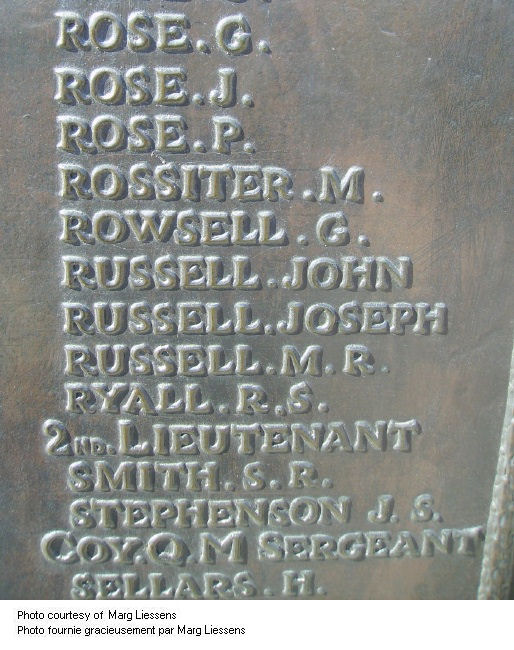 ROSE.G.
ROSE.J.
ROSE.P.
ROSSITER.M.
ROWSELL.G.
RUSSELL.JOHN
RUSSELL.JOSEPH
RUSSELL.M.R.
RYALL.R.S.
2ND.LIEUTENANT
SMITH.S.R.
STEPHENSON J.S.
COY.Q.M SERGEANT
SELLARS.H.
Photo courtesy of Marg Liessens
Photo fournie gracieusement par Marg Liessens